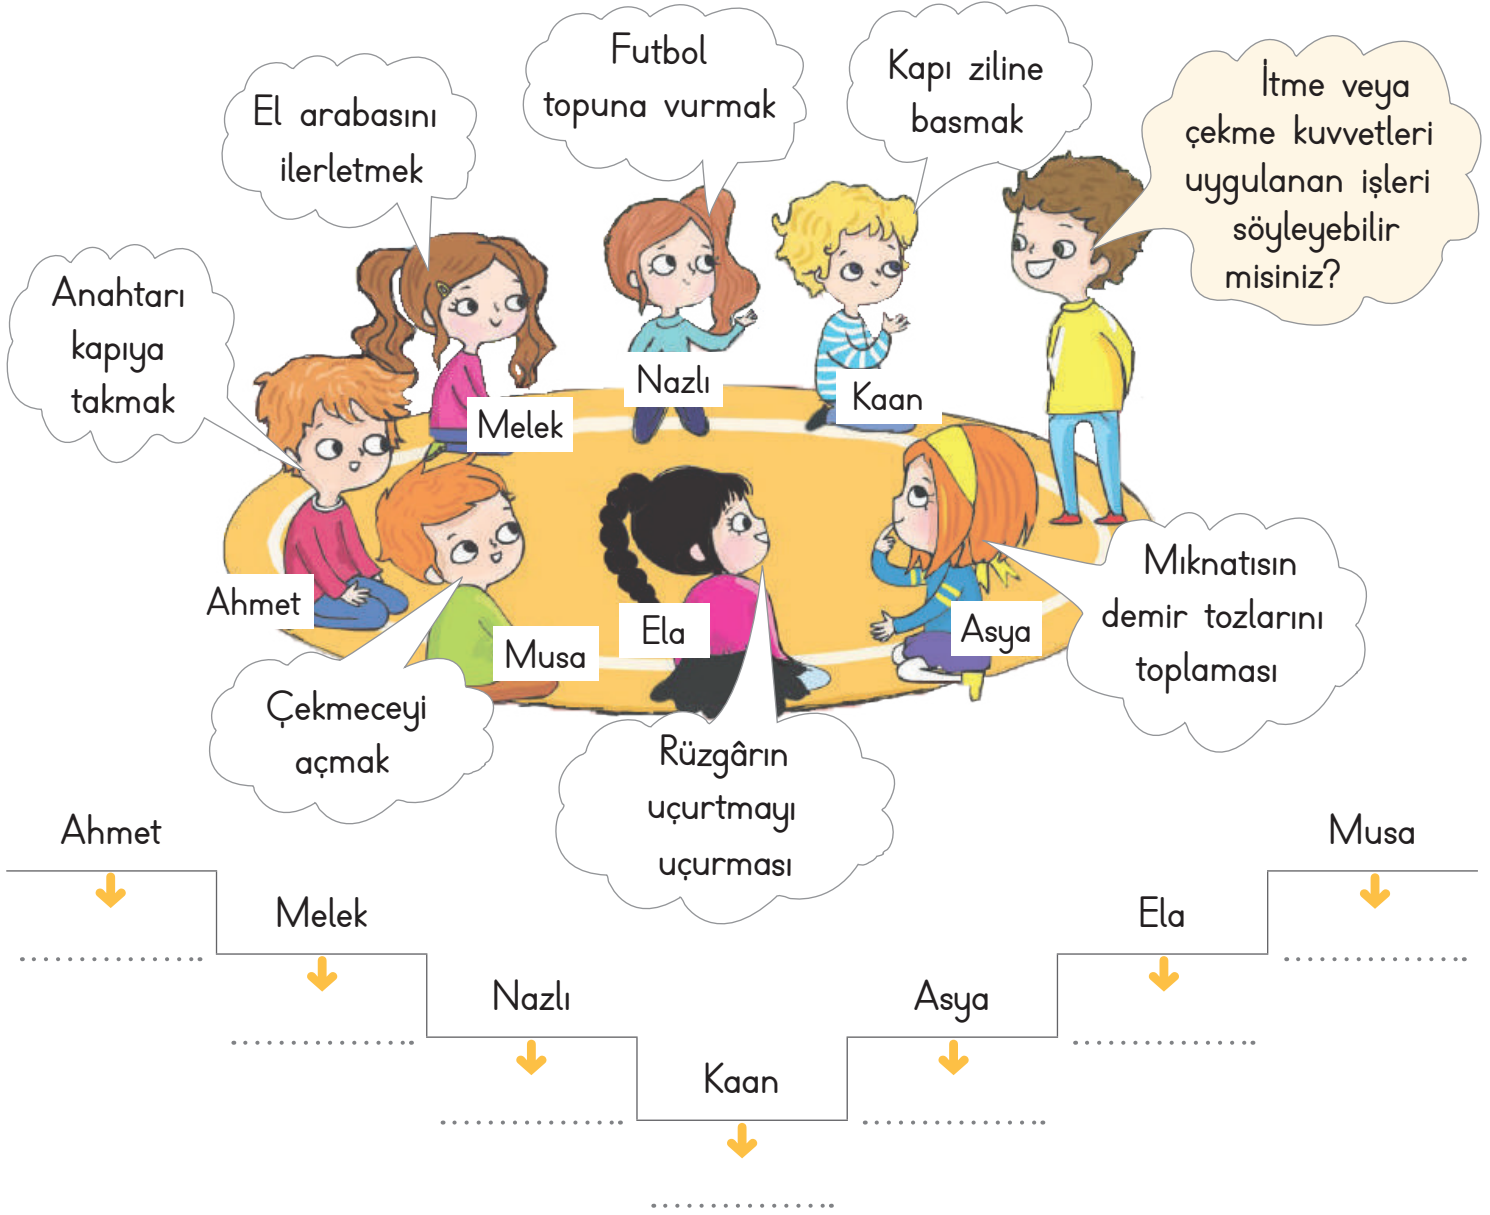 Futbol
topuna vurmak
Kapı ziline
basmak
İtme veya
çekme kuvvetleri
uygulanan işleri
söyleyebilir
misiniz?
El arabasını
ilerletmek
Anahtarı
kapıya
takmak
Nazlı
Kaan
Melek
Ahmet
Musa
Ela
Asya
Mıknatısın
demir tozlarını
toplaması
Çekmeceyi
açmak
Rüzgârın
uçurtmayı
uçurması
Ahmet
Musa
Melek
Ela
Nazlı
Asya
Kaan